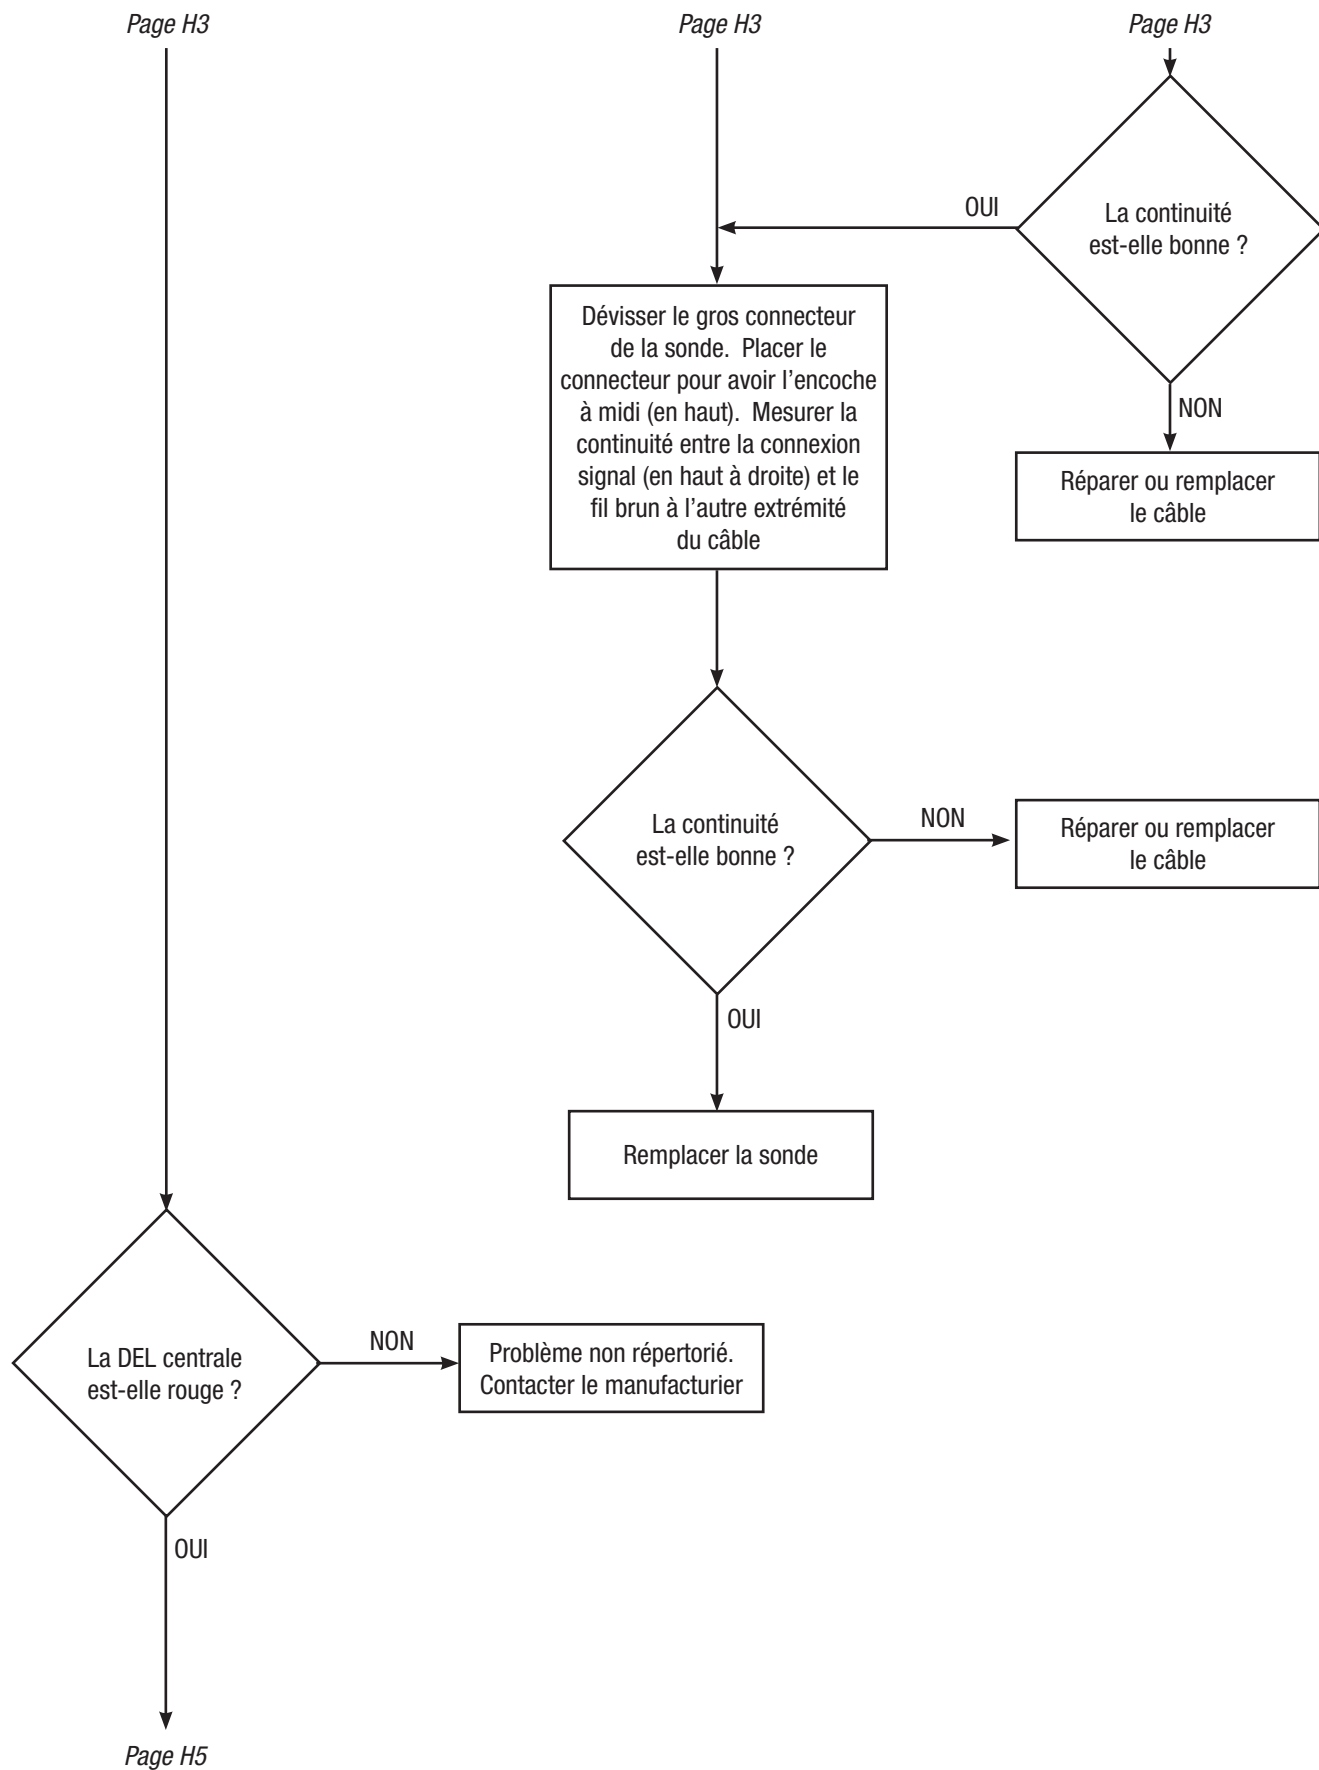 Page H3
Page H3
Page H3
OUI
La continuité
est-elle bonne ?
Dévisser le gros connecteur
de la sonde.  Placer le
connecteur pour avoir l'encoche
à midi (en haut).  Mesurer la
continuité entre la connexion
signal (en haut à droite) et le
fil brun à l'autre extrémité
du câble
NON
Réparer ou remplacer
le câble
La continuité
est-elle bonne ?
NON
Réparer ou remplacer
le câble
OUI
Remplacer la sonde
La DEL centrale
est-elle rouge ?
NON
Problème non répertorié.
Contacter le manufacturier
OUI
Page H5